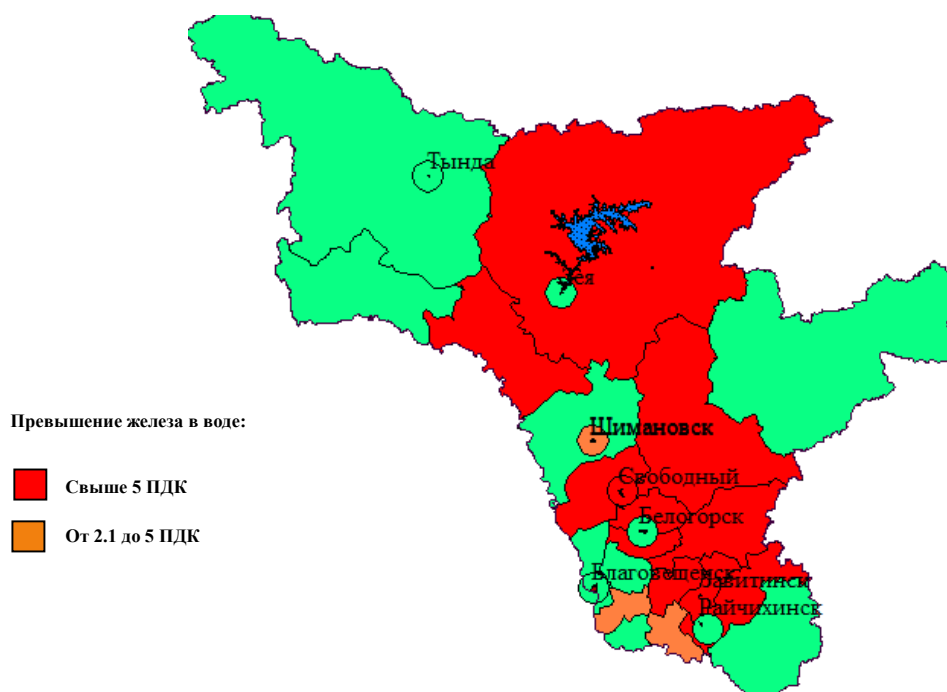 Тында
Зея
Превышение железа в воде:
Шимановск
Свыше 5 ПДК
Свободный
От 2.1 до 5 ПДК
Белогорск
Благовещенск
Завитинск
Райчихинск